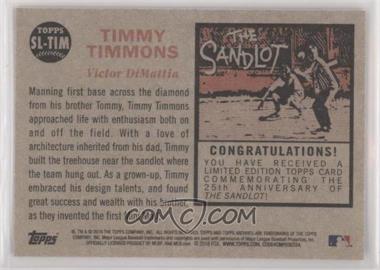 TOPPS
SL-TIM
TIMMY
TIMMONS
Victor DiMattia
Manning first base across the diamond
from his brother Tommy, Timmy Timmons
approached life with enthusiasm both on
and off the field. With a love of
architecture inherited from his dad, Timmy
built the treehouse near the sandlot where
the team hung out. As a grown-up, Timmy
embraced his design talents, and found
great success and wealth with his brother,
as they invented the first
THE
SANDLOT
CONGRATULATIONS!
YOU HAVE RECEIVED A
LIMITED EDITION TOPPS CARD
COMMEMORATING THE
25th ANNIVERSARY OF
THE SANDLOT!
COMC
Topps